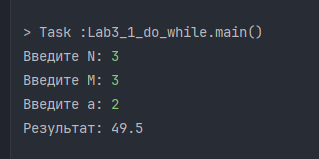 > Task :Lab3_1_do_while.main()
Введите N: 3
Введите M: 3
Введите a: 2
Результат: 49.5